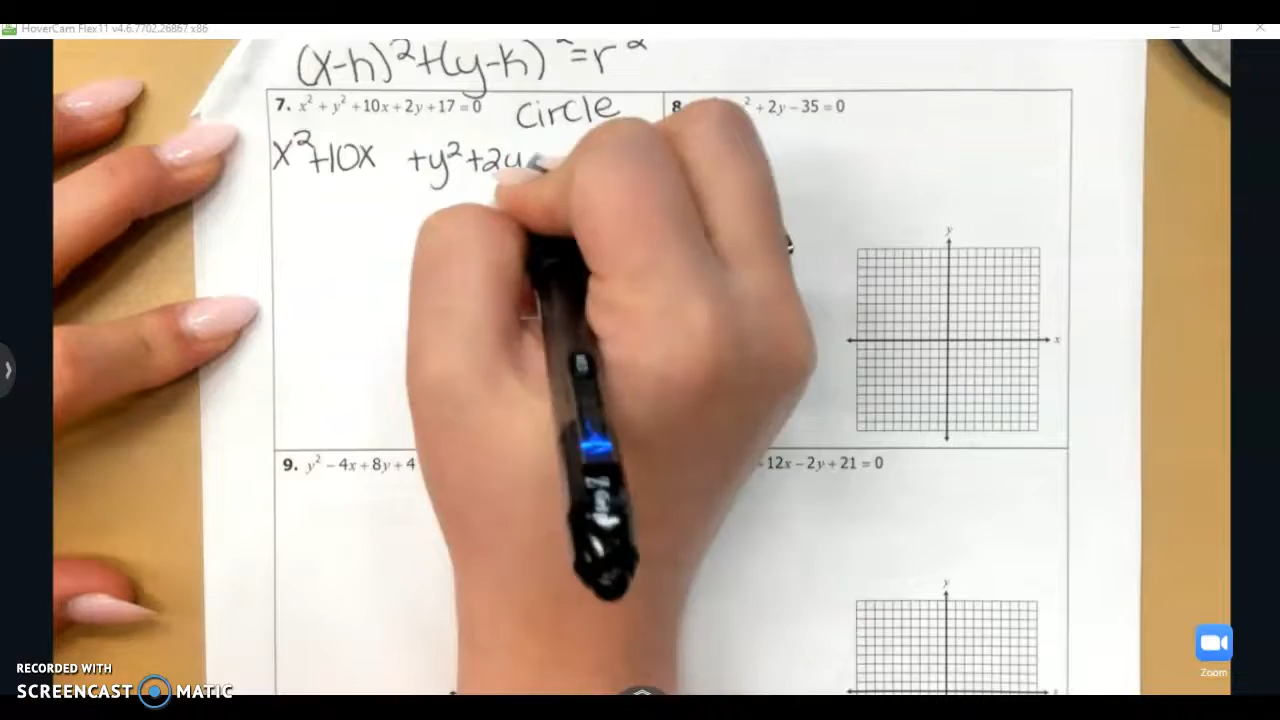 HoverCam Flex11 v4.6.7702.26867 x86
(x-h)²+(y-k)²=r²
7. x² + y² + 10x + 2y + 17 = 0
circle
8. ² + 2y − 35 = 0
x²+10x +y²+2y
y
x
9. y² − 4x + 8y + 4
12x − 2y + 21 = 0
y
x
Zoom
RECORDED WITH
SCREENCAST MATIC